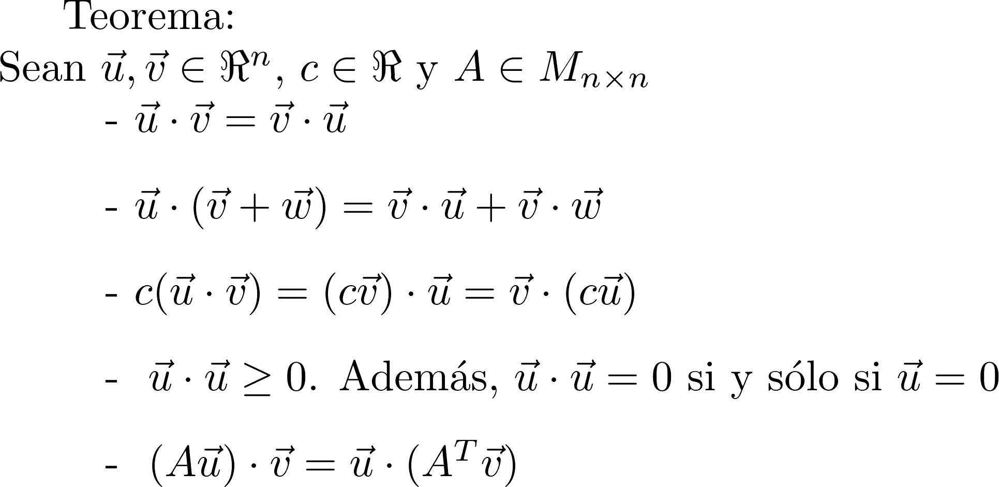 Teorema:
Sean $\vec{u}, \vec{v} \in \Re^n$, $c \in \Re$ y $A \in M_{n \times n}$
- $\vec{u} \cdot \vec{v} = \vec{v} \cdot \vec{u}$
- $\vec{u} \cdot (\vec{v} + \vec{w}) = \vec{v} \cdot \vec{u} + \vec{v} \cdot \vec{w}$
- $c(\vec{u} \cdot \vec{v}) = (c\vec{v}) \cdot \vec{u} = \vec{v} \cdot (c\vec{u})$
- $\vec{u} \cdot \vec{u} \geq 0$. Además, $\vec{u} \cdot \vec{u} = 0$ si y sólo si $\vec{u} = 0$
- $(A\vec{u}) \cdot \vec{v} = \vec{u} \cdot (A^T \vec{v})$